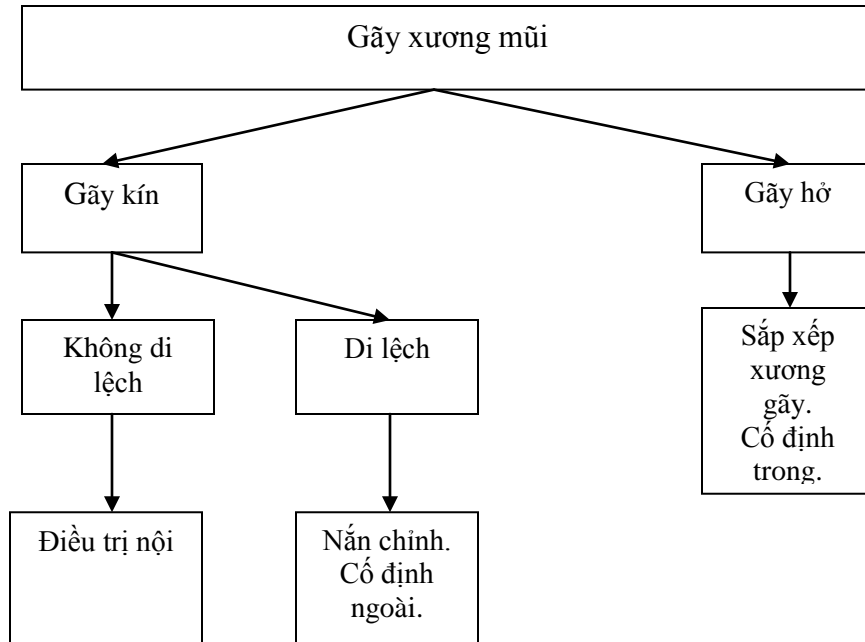 Gãy xương mũi
Gãy kín
Gãy hở
Không di
lệch
Di lệch
Sắp xếp
xương
gãy.
Cố định
trong.
Điều trị nội
Nắn chỉnh.
Cố định
ngoài.